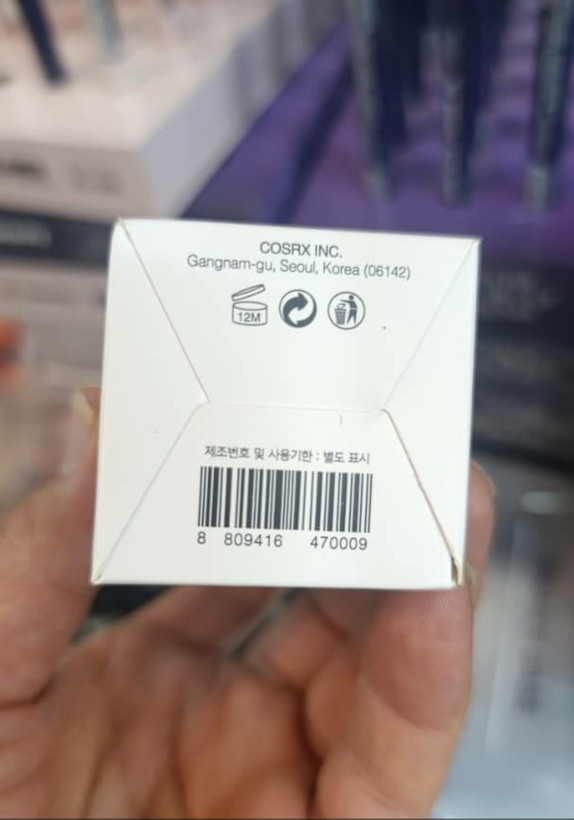 COSRX INC.
Gangnam-gu, Seoul, Korea (06142)
12M
제조번호 및 사용기한 : 별도 표시
8 809416 470009